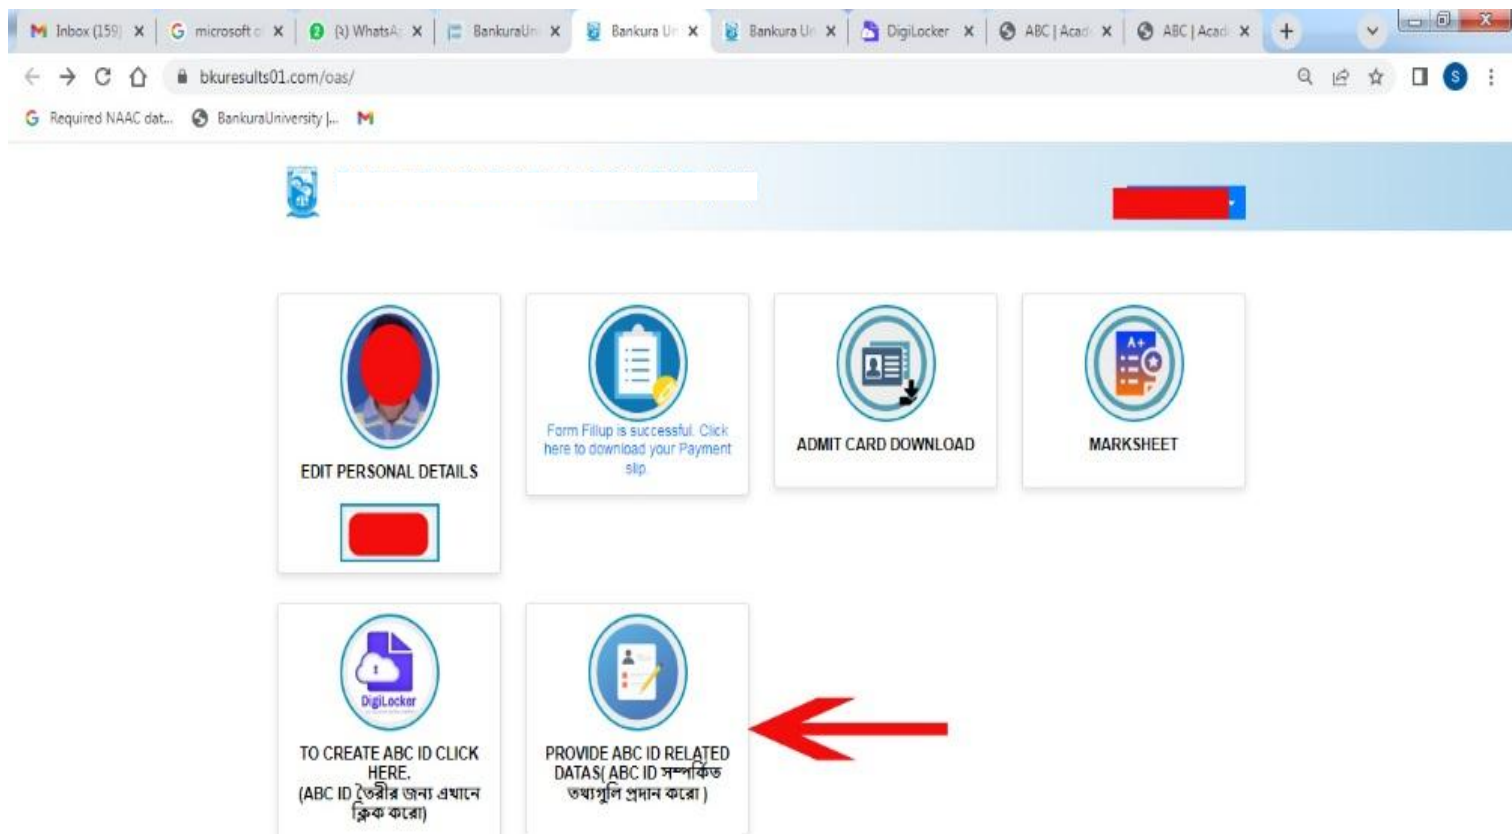 Inbox (159)
microsoft
WhatsA
BankuraUn
Bankura Un
Bankura Un
DigiLocker
ABC | Acad
ABC | Acad
bkuresults01.com/oas/
S
Required NAAC dat...
BankuraUniversity |...
EDIT PERSONAL DETAILS
Form Fillup is successful. Click
here to download your Payment
slip.
ADMIT CARD DOWNLOAD
A+
MARKSHEET
DigiLocker
TO CREATE ABC ID CLICK
HERE.
(ABC ID তৈরীর জন্য এখানে
ক্লিক করো)
PROVIDE ABC ID RELATED
DATAS( ABC ID সম্পর্কিত
তথ্যগুলি প্রদান করো )